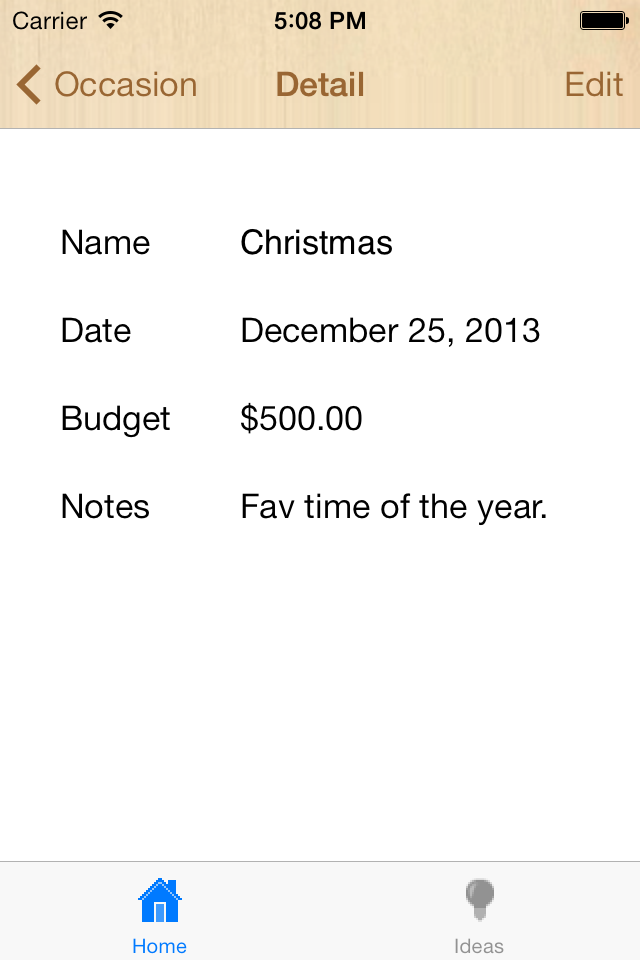 Carrier 5:08 PM
Occasion Detail Edit
Name Christmas
Date December 25, 2013
Budget $500.00
Notes Fav time of the year.
Home Ideas